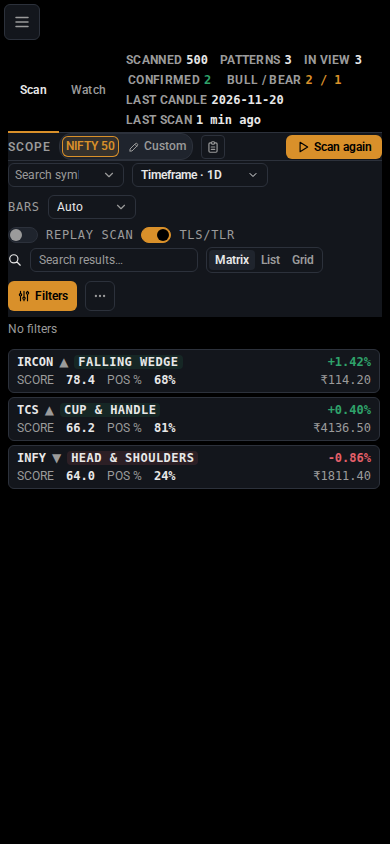 SCANNED 500 PATTERNS 3 IN VIEW 3
Scan Watch CONFIRMED 2 BULL / BEAR 2 / 1
LAST CANDLE 2026-11-20
LAST SCAN 1 min ago
SCOPE NIFTY 50 Custom Scan again
Search symb Timeframe · 1D
BARS Auto
REPLAY SCAN TLS/TLR
Search results... Matrix List Grid
Filters ...
No filters
IRCON ▲ FALLING WEDGE +1.42%
SCORE 78.4 POS % 68% ₹114.20
TCS ▲ CUP & HANDLE +0.40%
SCORE 66.2 POS % 81% ₹4136.50
INFY ▼ HEAD & SHOULDERS -0.86%
SCORE 64.0 POS % 24% ₹1811.40